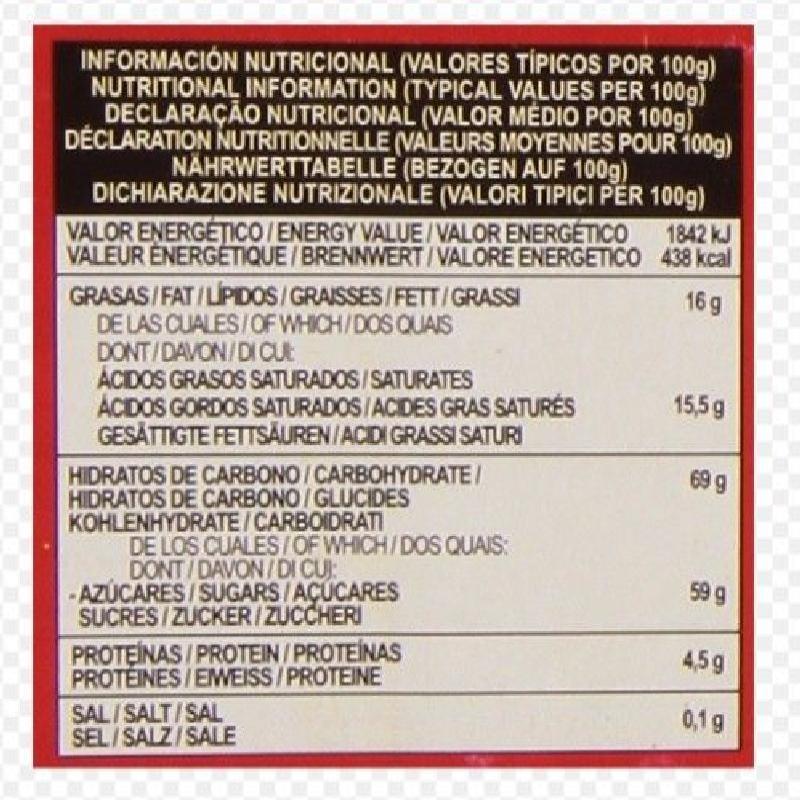 INFORMACIÓN NUTRICIONAL (VALORES TÍPICOS POR 100g)
NUTRITIONAL INFORMATION (TYPICAL VALUES PER 100g)
DECLARAÇÃO NUTRICIONAL (VALOR MÉDIO POR 100g)
DÉCLARATION NUTRITIONNELLE (VALEURS MOYENNES POUR 100g)
NÄHRWERTTABELLE (BEZOGEN AUF 100g)
DICHIARAZIONE NUTRIZIONALE (VALORI TIPICI PER 100g)
VALOR ENERGÉTICO / ENERGY VALUE / VALOR ENERGÉTICO 1842 kJ
VALEUR ÉNERGÉTIQUE / BRENNWERT / VALORE ENERGETICO 438 kcal
GRASAS / FAT / LÍPIDOS / GRAISSES / FETT / GRASSI 16 g
DE LAS CUALES / OF WHICH / DOS QUAIS
DONT / DAVON / DI CUI:
ÁCIDOS GRASOS SATURADOS / SATURATES
ÁCIDOS GORDOS SATURADOS / ACIDES GRAS SATURÉS 15,5 g
GESÄTTIGTE FETTSÄUREN / ACIDI GRASSI SATURI
HIDRATOS DE CARBONO / CARBOHYDRATE / 69 g
HIDRATOS DE CARBONO / GLUCIDES
KOHLENHYDRATE / CARBOIDRATI
DE LOS CUALES / OF WHICH / DOS QUAIS:
DONT / DAVON / DI CUI:
- AZÚCARES / SUGARS / AÇÚCARES 59 g
SUCRES / ZUCKER / ZUCCHERI
PROTEÍNAS / PROTEIN / PROTEÍNAS 4,5 g
PROTÉINES / EIWEISS / PROTEINE
SAL / SALT / SAL 0,1 g
SEL / SALZ / SALE